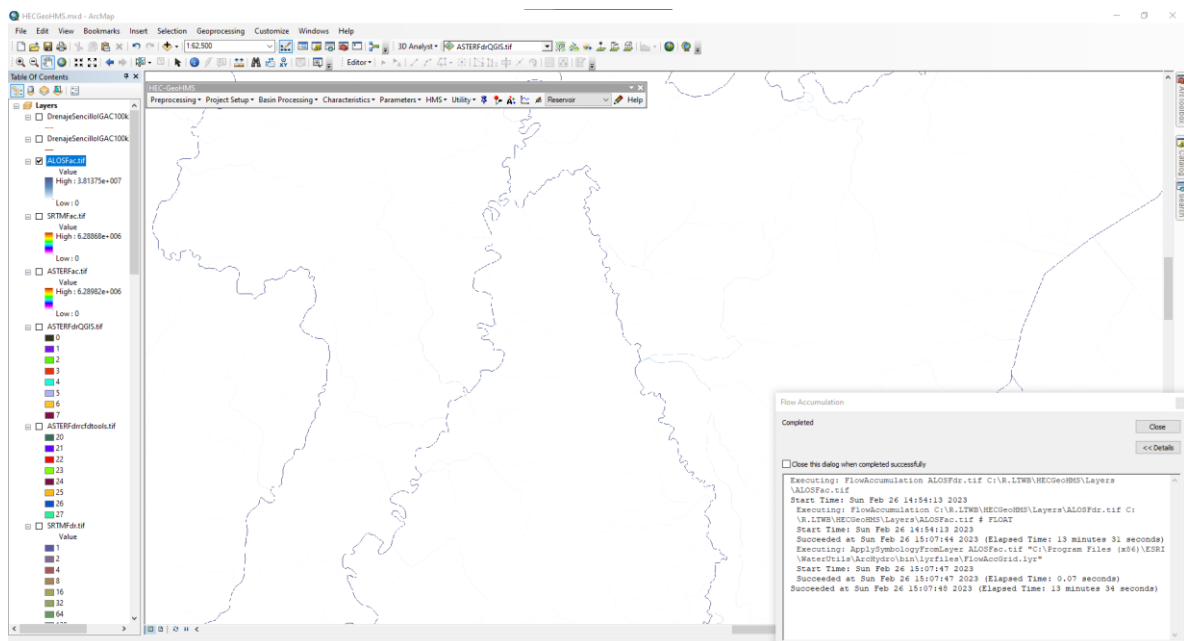 HECGeoHMS.mxd - ArcMap
File Edit View Bookmarks Insert Selection Geoprocessing Customize Windows Help
1:62,500 3D Analyst ASTERFdrQGIS.tif
Editor
Table Of Contents
Layers
DrenajeSencilloIGAC100k
DrenajeSencilloIGAC100k
ALOSFac.tif
Value
High : 3.81375e+007
Low : 0
SRTMFac.tif
Value
High : 6.28868e+006
Low : 0
ASTERFac.tif
Value
High : 6.28982e+006
Low : 0
ASTERFdrQGIS.tif
0
1
2
3
4
5
6
7
ASTERFdrrcfdtools.tif
20
21
22
23
24
25
26
27
SRTMFdr.tif
Value
1
2
4
8
16
32
64
HEC-GeoHMS
Preprocessing Project Setup Basin Processing Characteristics Parameters HMS Utility Reservoir Help
ArcToolbox
Catalog
Search
Flow Accumulation
Completed
Close
<< Details
Close this dialog when completed successfully
Executing: FlowAccumulation ALOSFdr.tif C:\R.LTWB\HECGeoHMS\Layers
\ALOSFac.tif
Start Time: Sun Feb 26 14:54:13 2023
Executing: FlowAccumulation C:\R.LTWB\HECGeoHMS\Layers\ALOSFdr.tif C:
\R.LTWB\HECGeoHMS\Layers\ALOSFac.tif # FLOAT
Start Time: Sun Feb 26 14:54:13 2023
Succeeded at Sun Feb 26 15:07:44 2023 (Elapsed Time: 13 minutes 31 seconds)
Executing: ApplySymbologyFromLayer ALOSFac.tif "C:\Program Files (x86)\ESRI
\WaterUtils\ArcHydro\bin\lyrfiles\FlowAccGrid.lyr"
Start Time: Sun Feb 26 15:07:47 2023
Succeeded at Sun Feb 26 15:07:47 2023 (Elapsed Time: 0.07 seconds)
Succeeded at Sun Feb 26 15:07:48 2023 (Elapsed Time: 13 minutes 34 seconds)